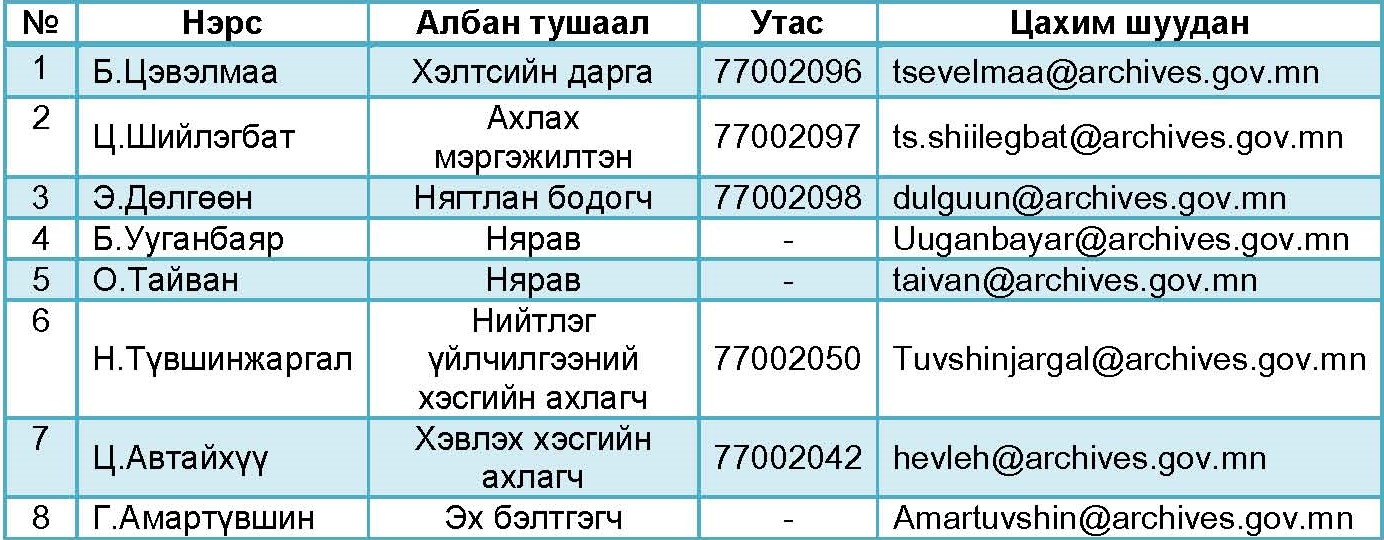 № Нэрс Албан тушаал Утас Цахим шуудан
1 Б.Цэвэлмаа Хэлтсийн дарга 77002096 tsevelmaa@archives.gov.mn
2 Ц.Шийлэгбат Ахлах мэргэжилтэн 77002097 ts.shiilegbat@archives.gov.mn
3 Э.Дөлгөөн Нягтлан бодогч 77002098 dulguun@archives.gov.mn
4 Б.Ууганбаяр Нярав - Uuganbayar@archives.gov.mn
5 О.Тайван Нярав - taivan@archives.gov.mn
6 Н.Түвшинжаргал Нийтлэг үйлчилгээний хэсгийн ахлагч 77002050 Tuvshinjargal@archives.gov.mn
7 Ц.Автайхүү Хэвлэх хэсгийн ахлагч 77002042 hevleh@archives.gov.mn
8 Г.Амартүвшин Эх бэлтгэгч - Amartuvshin@archives.gov.mn